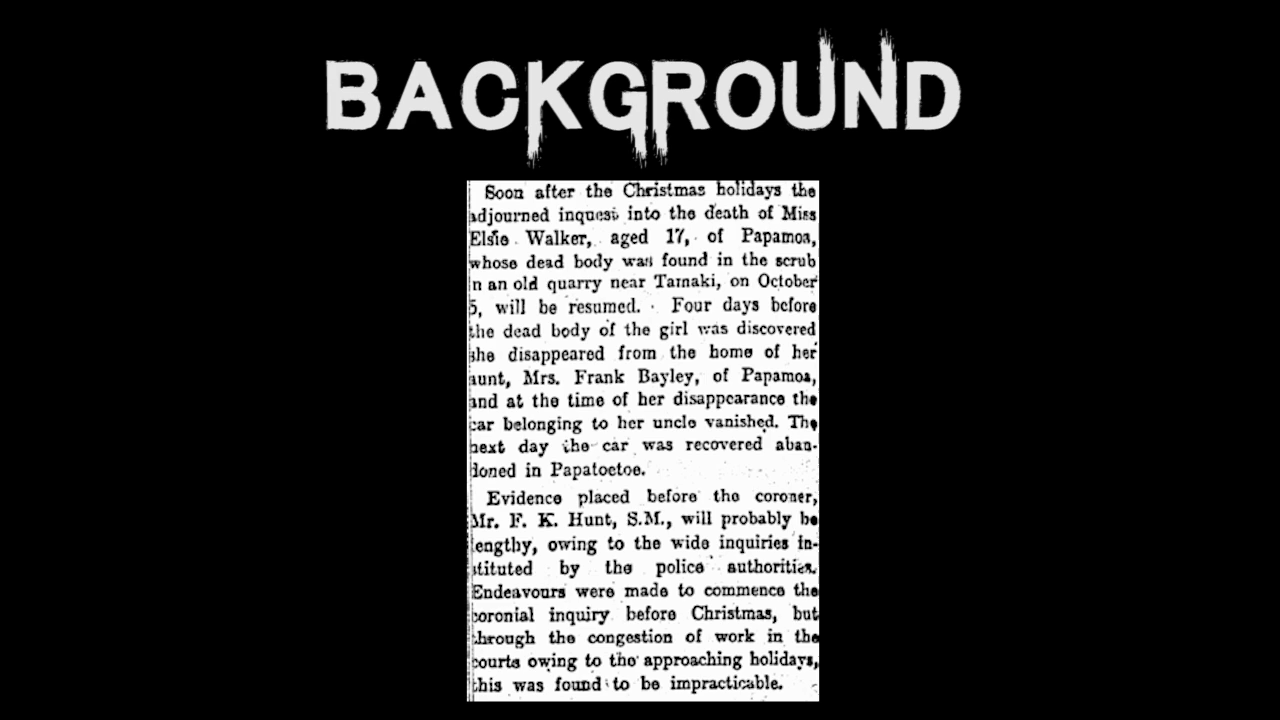 BACKGROUND
Soon after the Christmas holidays the
adjourned inquest into the death of Miss
Elsie Walker, aged 17, of Papamoa,
whose dead body was found in the scrub
in an old quarry near Tamaki, on October
5, will be resumed. Four days before
the dead body of the girl was discovered
she disappeared from the home of her
aunt, Mrs. Frank Bayley, of Papamoa,
and at the time of her disappearance the
car belonging to her uncle vanished. The
next day the car was recovered aban-
doned in Papatoetoe.
Evidence placed before the coroner,
Mr. F. K. Hunt, S.M., will probably be
lengthy, owing to the wide inquiries in-
stituted by the police authorities.
Endeavours were made to commence the
coronial inquiry before Christmas, but
through the congestion of work in the
courts owing to the approaching holidays,
this was found to be impracticable.